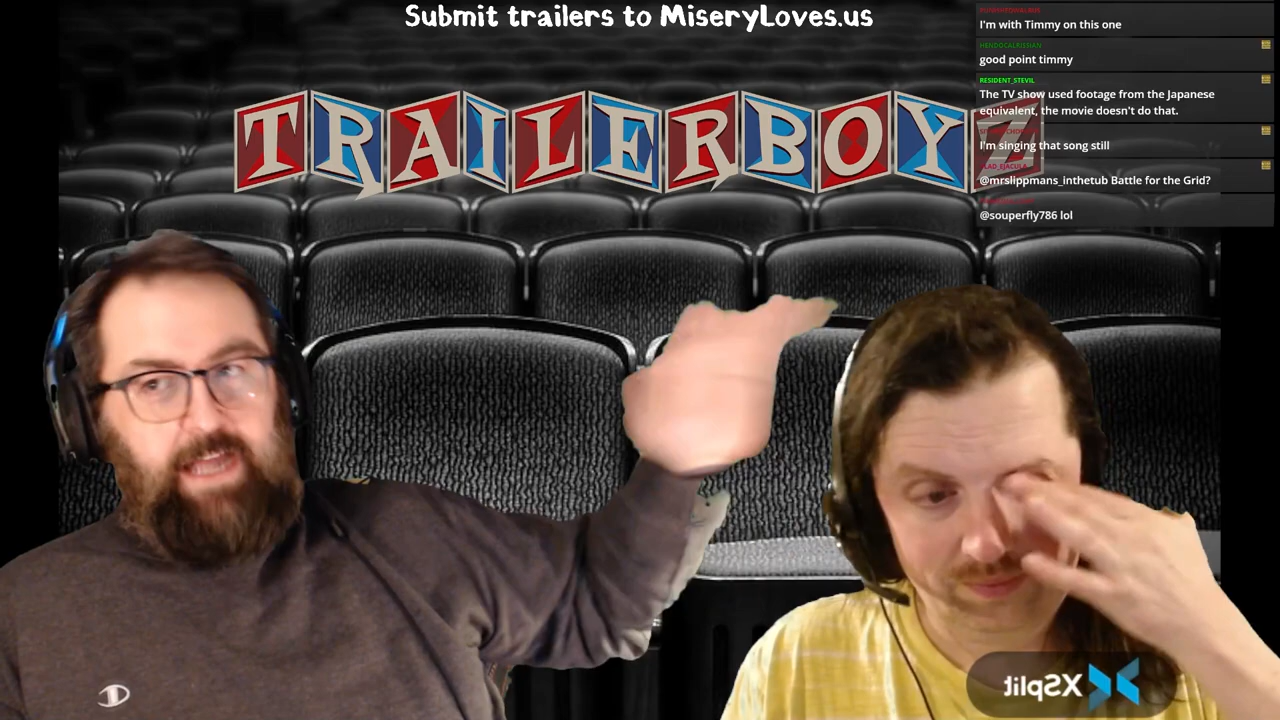 Submit trailers to MiseryLoves.us
TRAILERBOYZ
I'm with Timmy on this one
good point timmy
RESIDENT_STEVIL
The TV show used footage from the Japanese
equivalent, the movie doesn't do that.
I'm singing that song still
@mrslippmans_inthetub Battle for the Grid?
@souperfly786 lol
XSplit